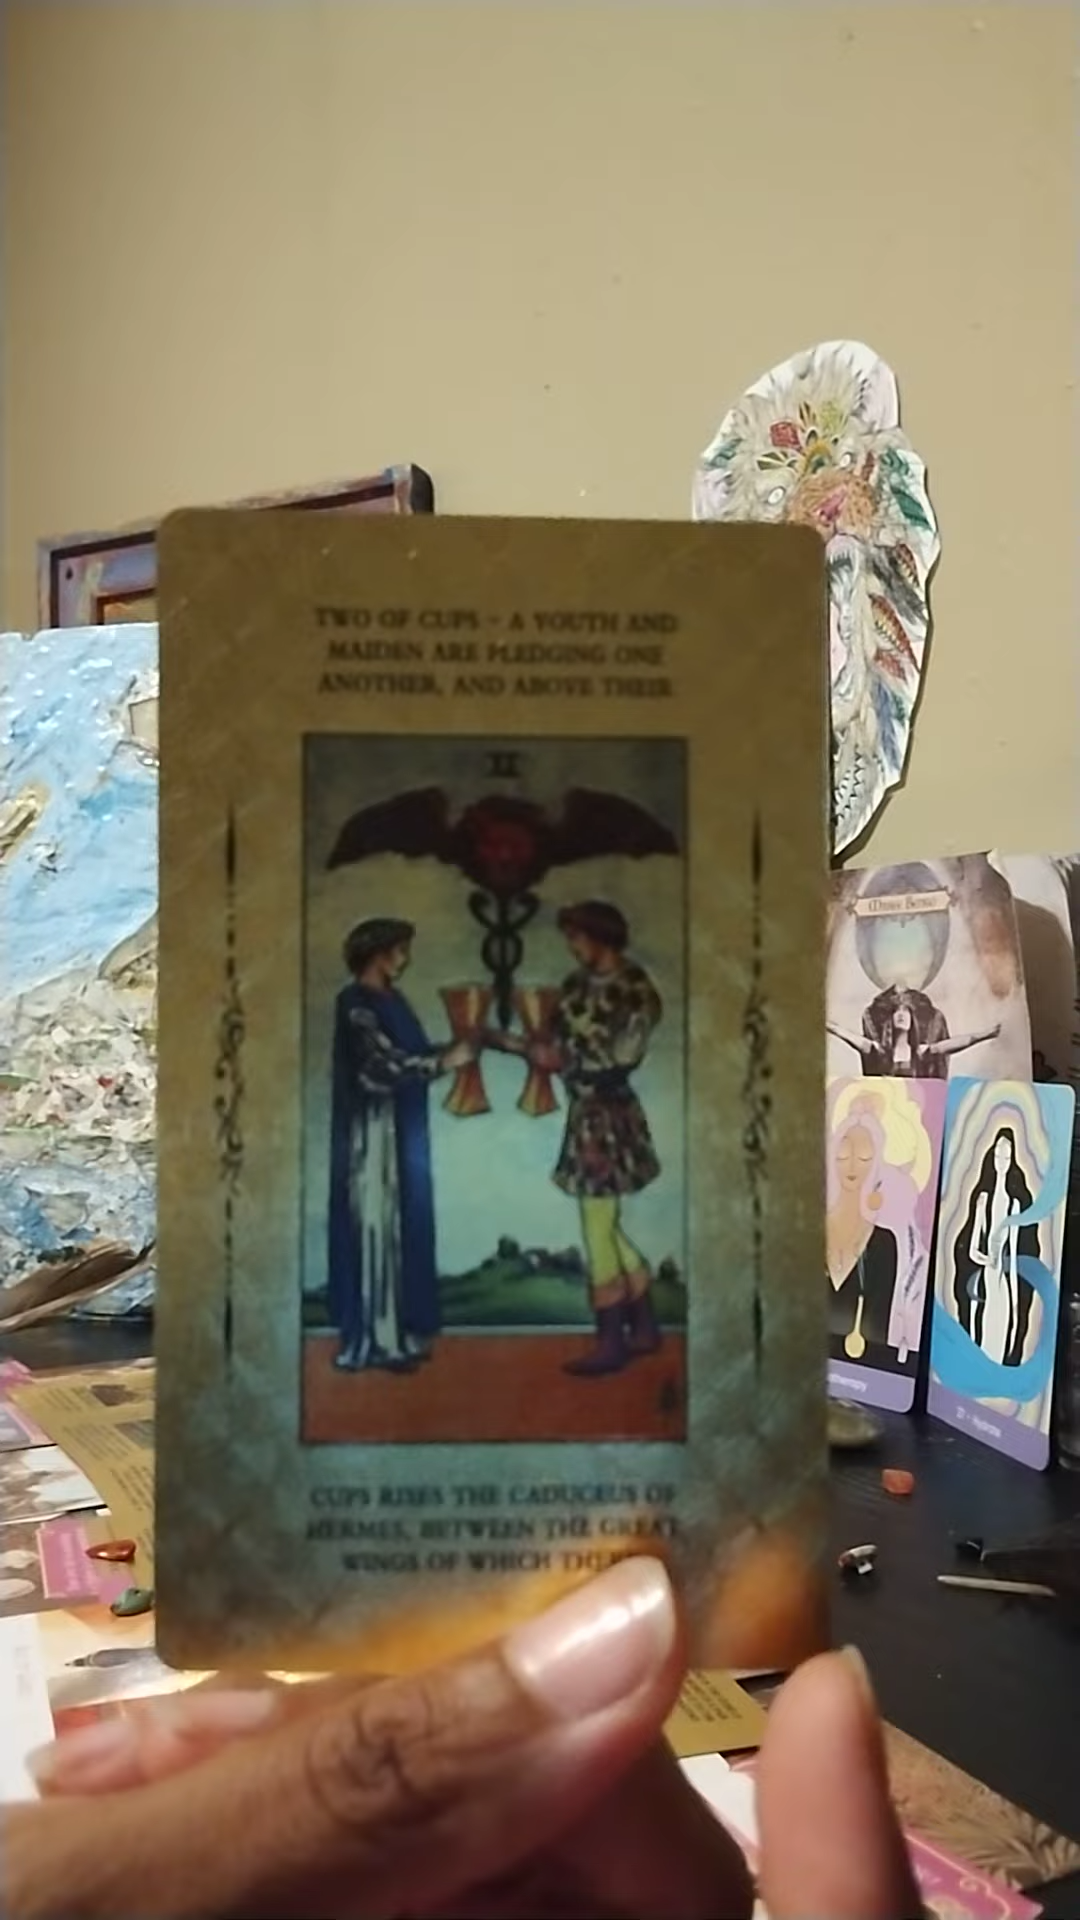 TWO OF CUPS - A YOUTH AND
MAIDEN ARE PLEDGING ONE
ANOTHER, AND ABOVE THEIR
II
CUPS RISES THE CADUCEUS OF
HERMES, BETWEEN THE GREAT
WINGS OF WHICH